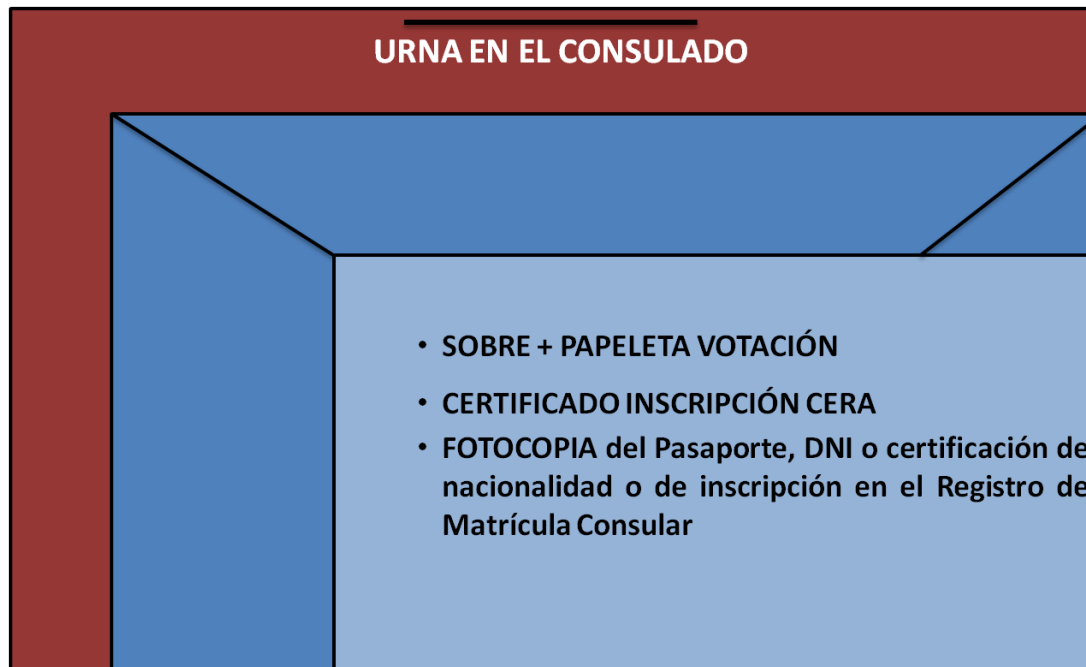 URNA EN EL CONSULADO
• SOBRE + PAPELETA VOTACIÓN
• CERTIFICADO INSCRIPCIÓN CERA
• FOTOCOPIA del Pasaporte, DNI o certificación de
nacionalidad o de inscripción en el Registro de
Matrícula Consular